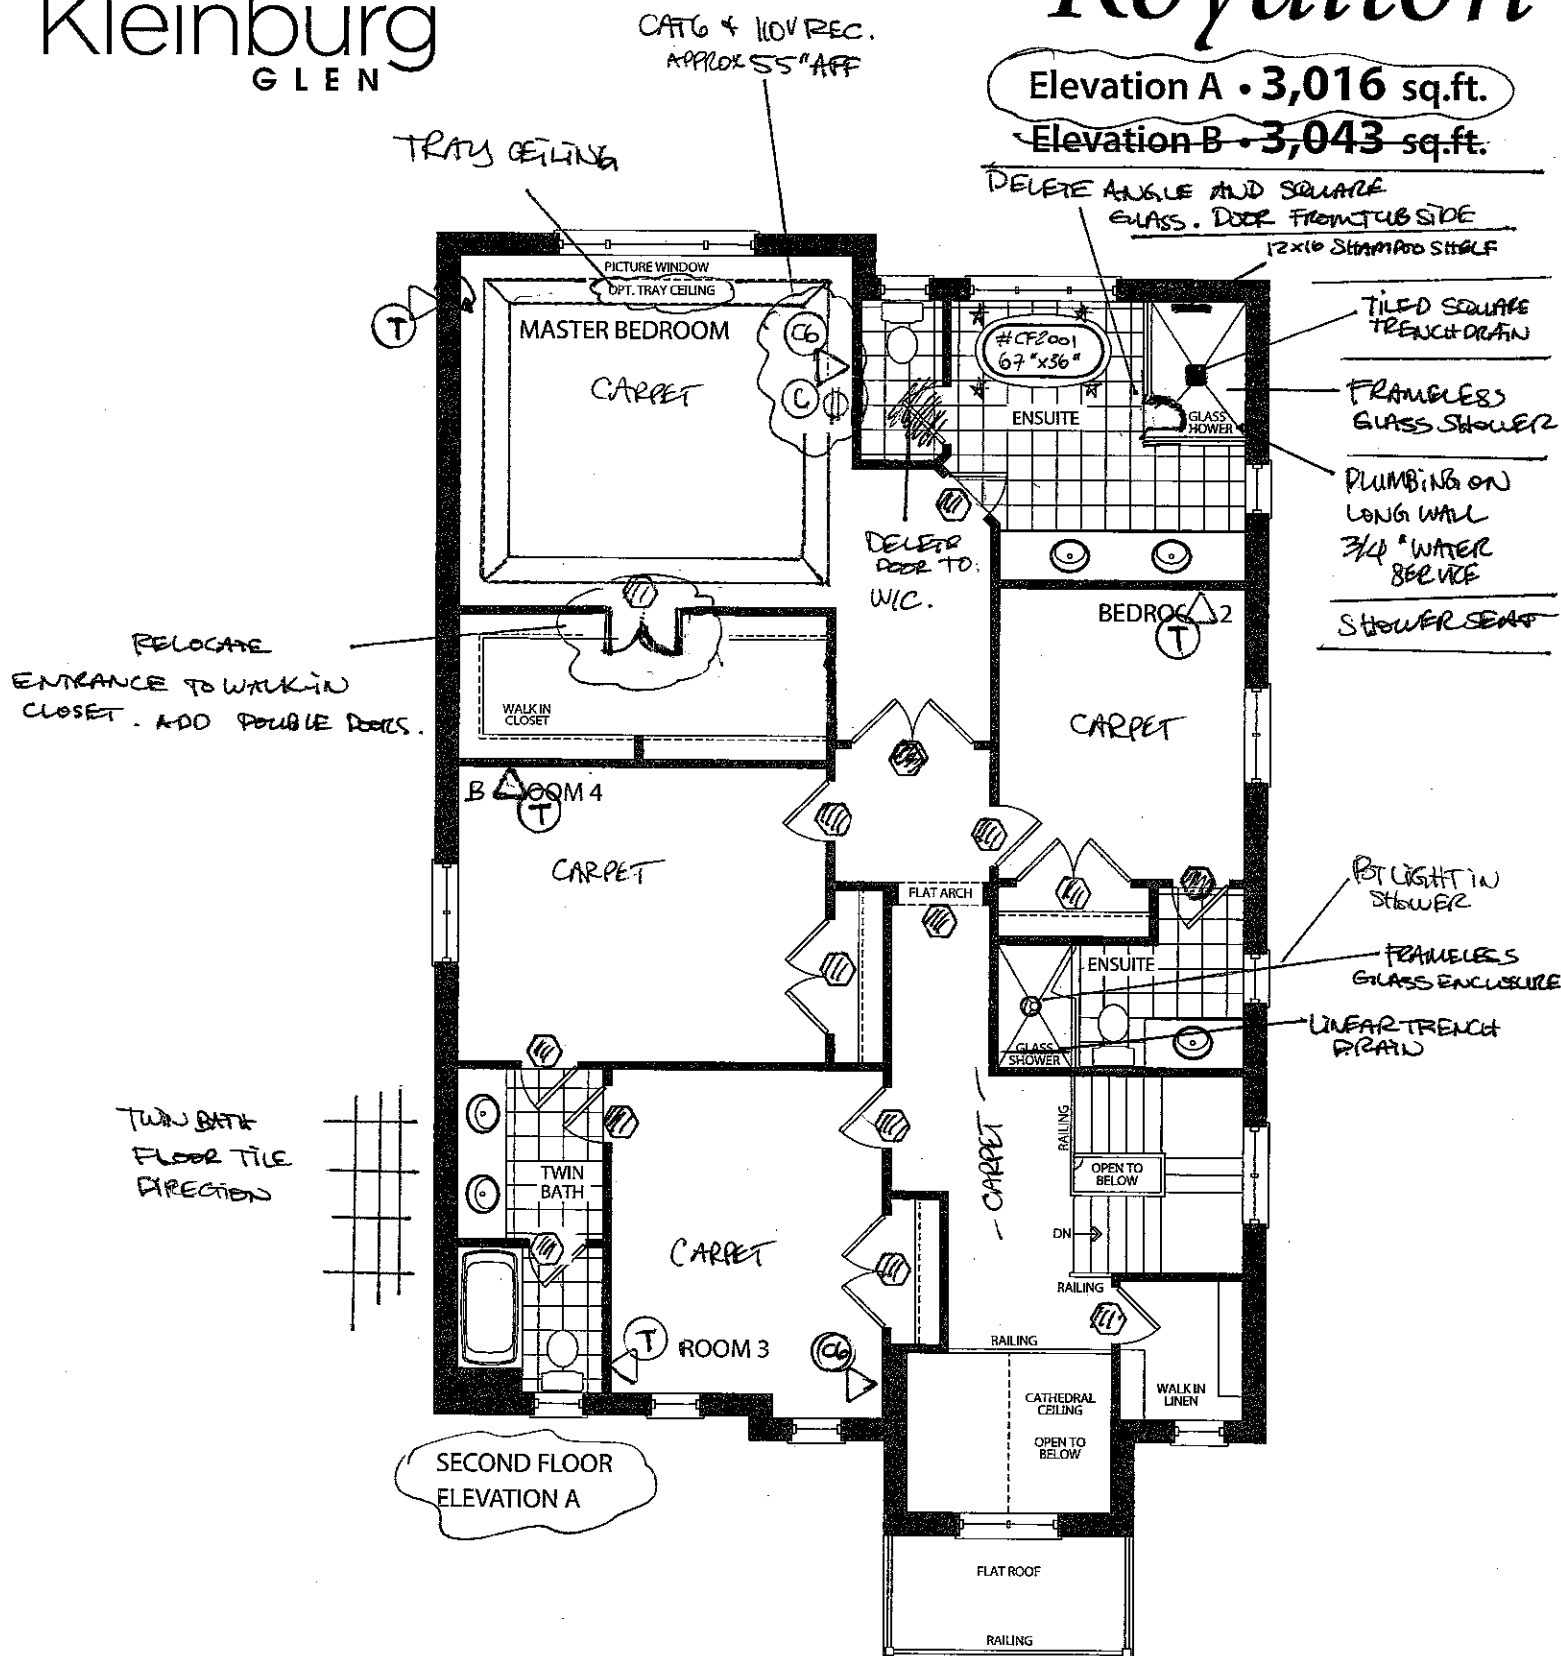 Kleinburg
GLEN
Royalton
Elevation A • 3,016 sq.ft.
Elevation B • 3,043 sq.ft.
CAT6 & 110V REC.
APPROX 55" AFF
TRAY CEILING
DELETE ANGLE AND SQUARE
GLASS. DOOR FROM TUB SIDE
12x16 SHAMPOO SHELF
TILED SQUARE
TRENCH DRAIN
FRAMELESS
GLASS SHOWER
PLUMBING ON
LONG WALL
3/4" WATER
SERVICE
SHOWER SEAT
PICTURE WINDOW
OPT. TRAY CEILING
MASTER BEDROOM
CARPET
T
C6
C
#CF2001
67"x36"
ENSUITE
GLASS
SHOWER
DELETE
DOOR TO
W/C.
RELOCATE
ENTRANCE TO WALK-IN
CLOSET. ADD DOUBLE DOORS.
WALK IN
CLOSET
BEDROO 2
T
CARPET
B OOM 4
T
CARPET
FLAT ARCH
POT LIGHT IN
SHOWER
FRAMELESS
GLASS ENCLOSURE
LINEAR TRENCH
DRAIN
ENSUITE
GLASS
SHOWER
TWIN BATH
FLOOR TILE
DIRECTION
TWIN
BATH
CARPET
- CARPET -
RAILING
OPEN TO
BELOW
DN
RAILING
T
ROOM 3
C6
RAILING
CATHEDRAL
CEILING
OPEN TO
BELOW
WALK IN
LINEN
SECOND FLOOR
ELEVATION A
FLAT ROOF
RAILING